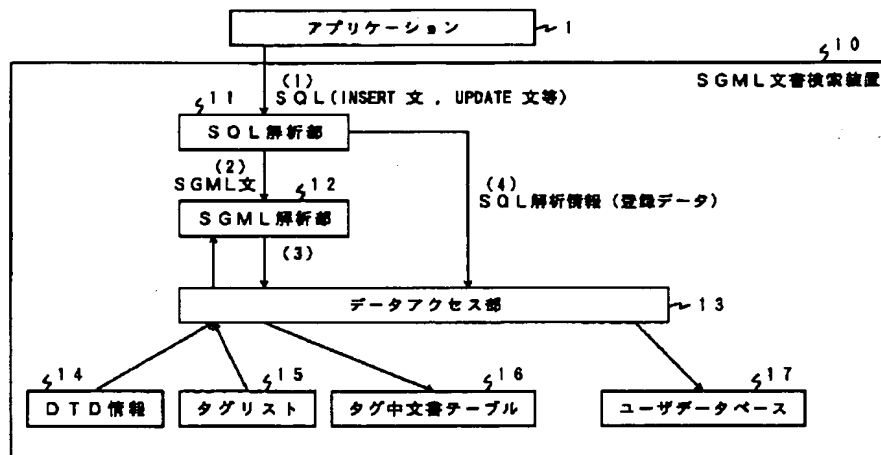 アプリケーション
1
10
SGML文書検索装置
(1)
SQL(INSERT 文 , UPDATE 文等)
11
SQL解析部
(2)
SGML文
12
SGML解析部
(3)
(4)
SQL解析情報(登録データ)
データアクセス部
13
14
DTD情報
15
タグリスト
16
タグ中文書テーブル
17
ユーザデータベース